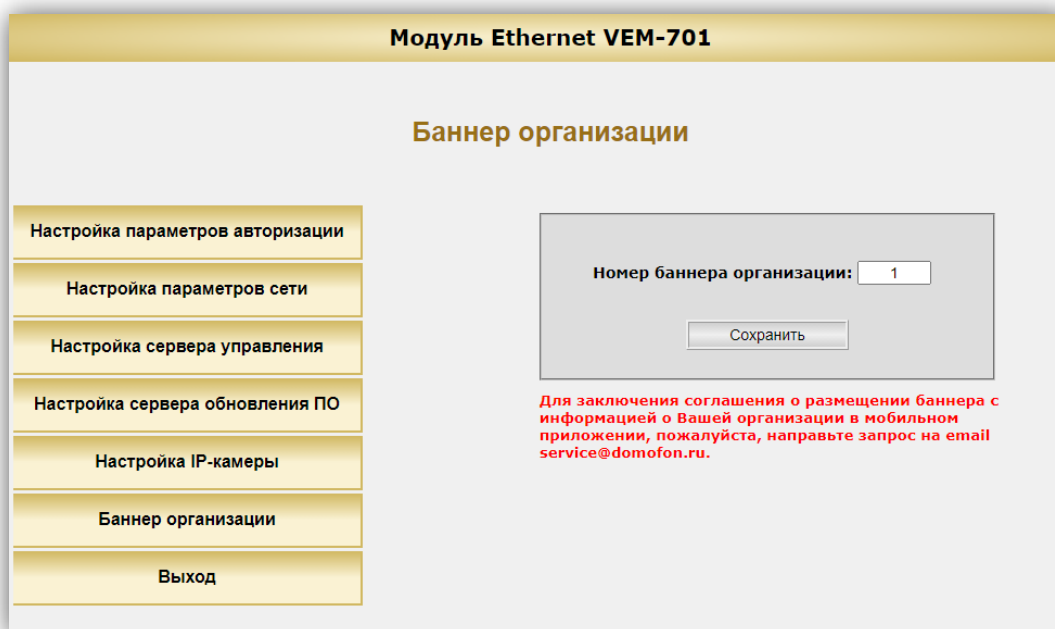 Модуль Ethernet VEM-701
Баннер организации
Настройка параметров авторизации
Настройка параметров сети
Настройка сервера управления
Настройка сервера обновления ПО
Настройка IP-камеры
Баннер организации
Выход
Номер баннера организации: 1
Сохранить
Для заключения соглашения о размещении баннера с
информацией о Вашей организации в мобильном
приложении, пожалуйста, направьте запрос на email
service@domofon.ru.